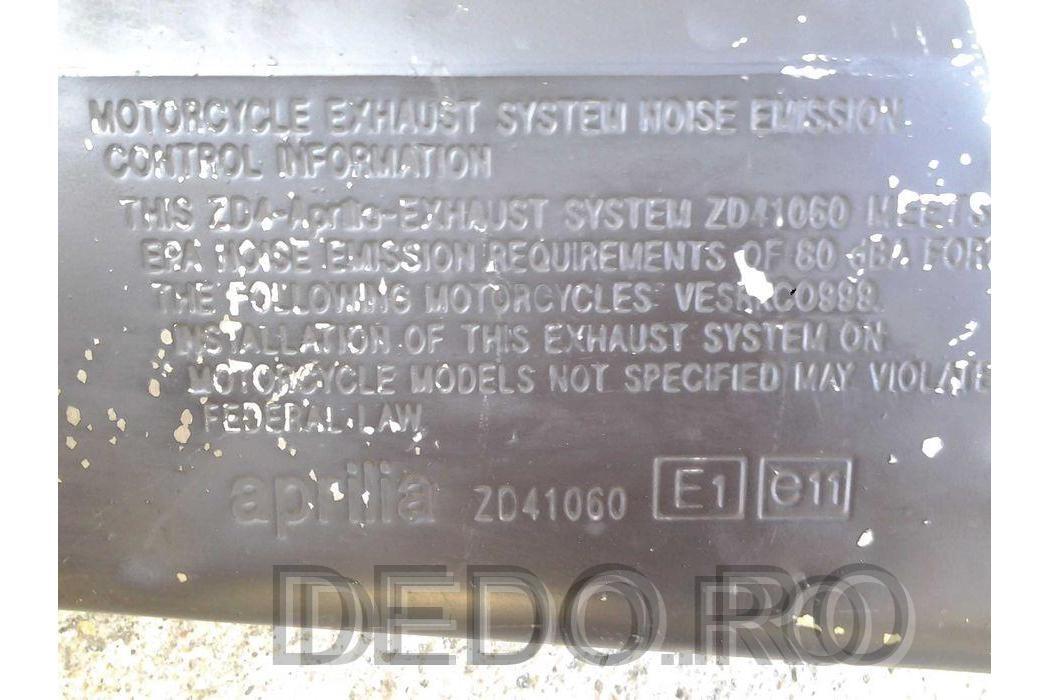 MOTORCYCLE EXHAUST SYSTEM NOISE EMISSION
CONTROL INFORMATION
THIS ZD4-Aprilia-EXHAUST SYSTEM ZD41060 MEETS
EPA NOISE EMISSION REQUIREMENTS OF 80 dBA FOR
THE FOLLOWING MOTORCYCLES:
INSTALLATION OF THIS EXHAUST SYSTEM ON
MOTORCYCLE MODELS NOT SPECIFIED MAY VIOLATE
FEDERAL LAW.
aprilia ZD41060 E1 e11
DEDO.RO